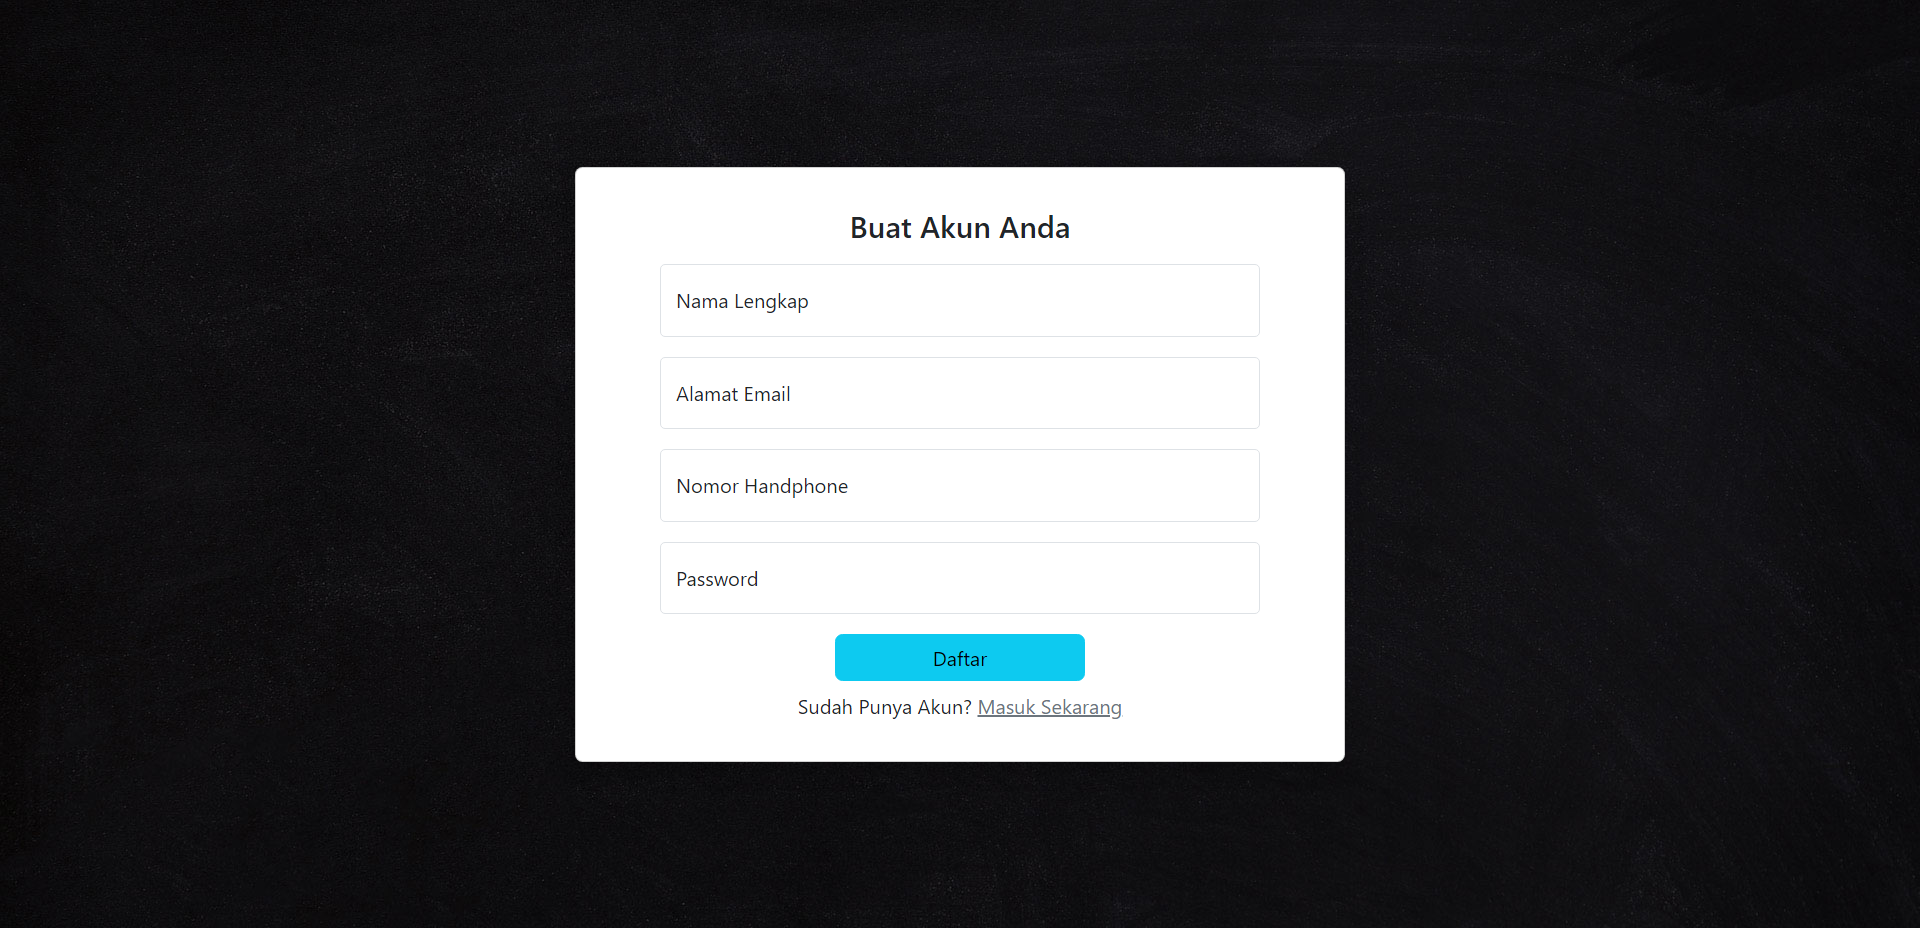 Buat Akun Anda
Nama Lengkap
Alamat Email
Nomor Handphone
Password
Daftar
Sudah Punya Akun? Masuk Sekarang